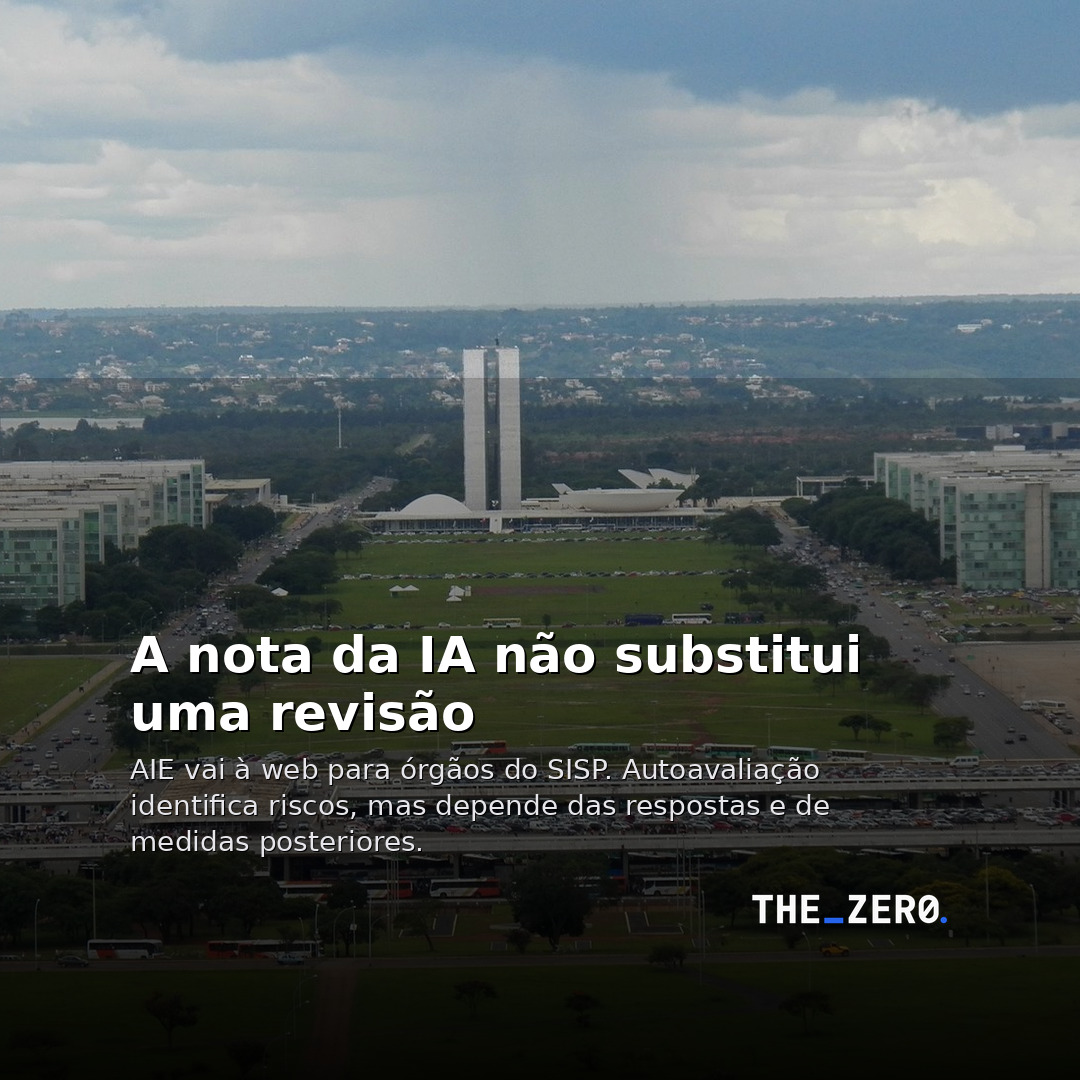 A nota da IA não substitui
uma revisão
AIE vai à web para órgãos do SISP. Autoavaliação
identifica riscos, mas depende das respostas e de
medidas posteriores.
THE_ZERO.